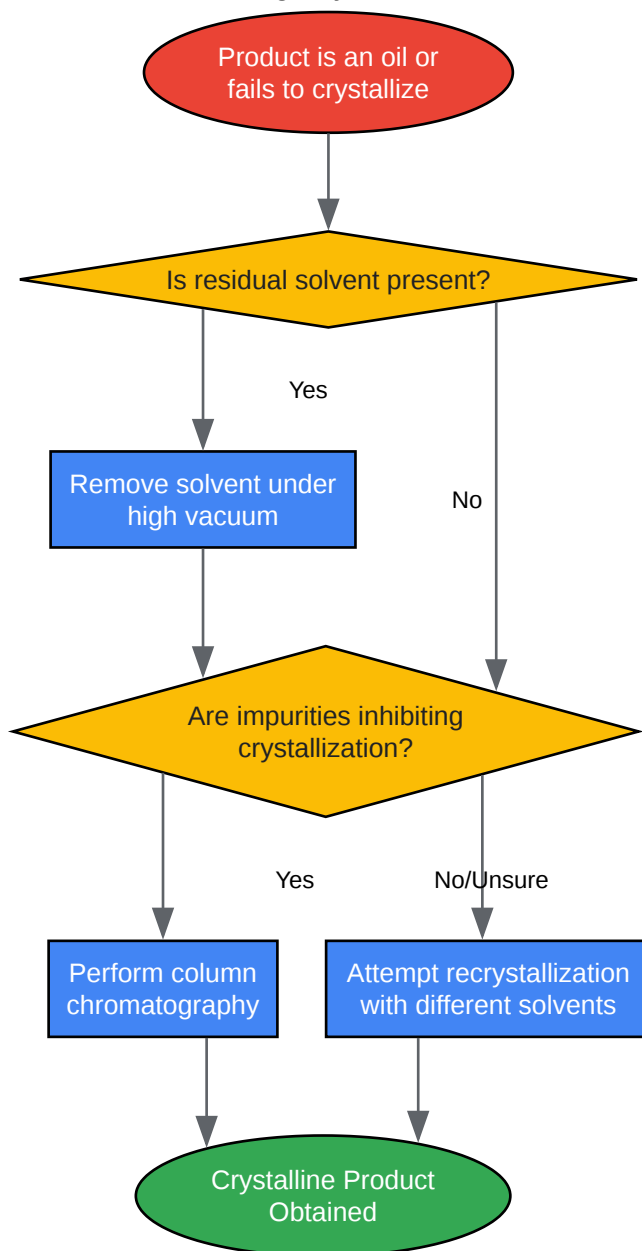 Product is an oil or
fails to crystallize
Is residual solvent present?
Yes
Remove solvent under
high vacuum
No
Are impurities inhibiting
crystallization?
Yes
No/Unsure
Perform column
chromatography
Attempt recrystallization
with different solvents
Crystalline Product
Obtained